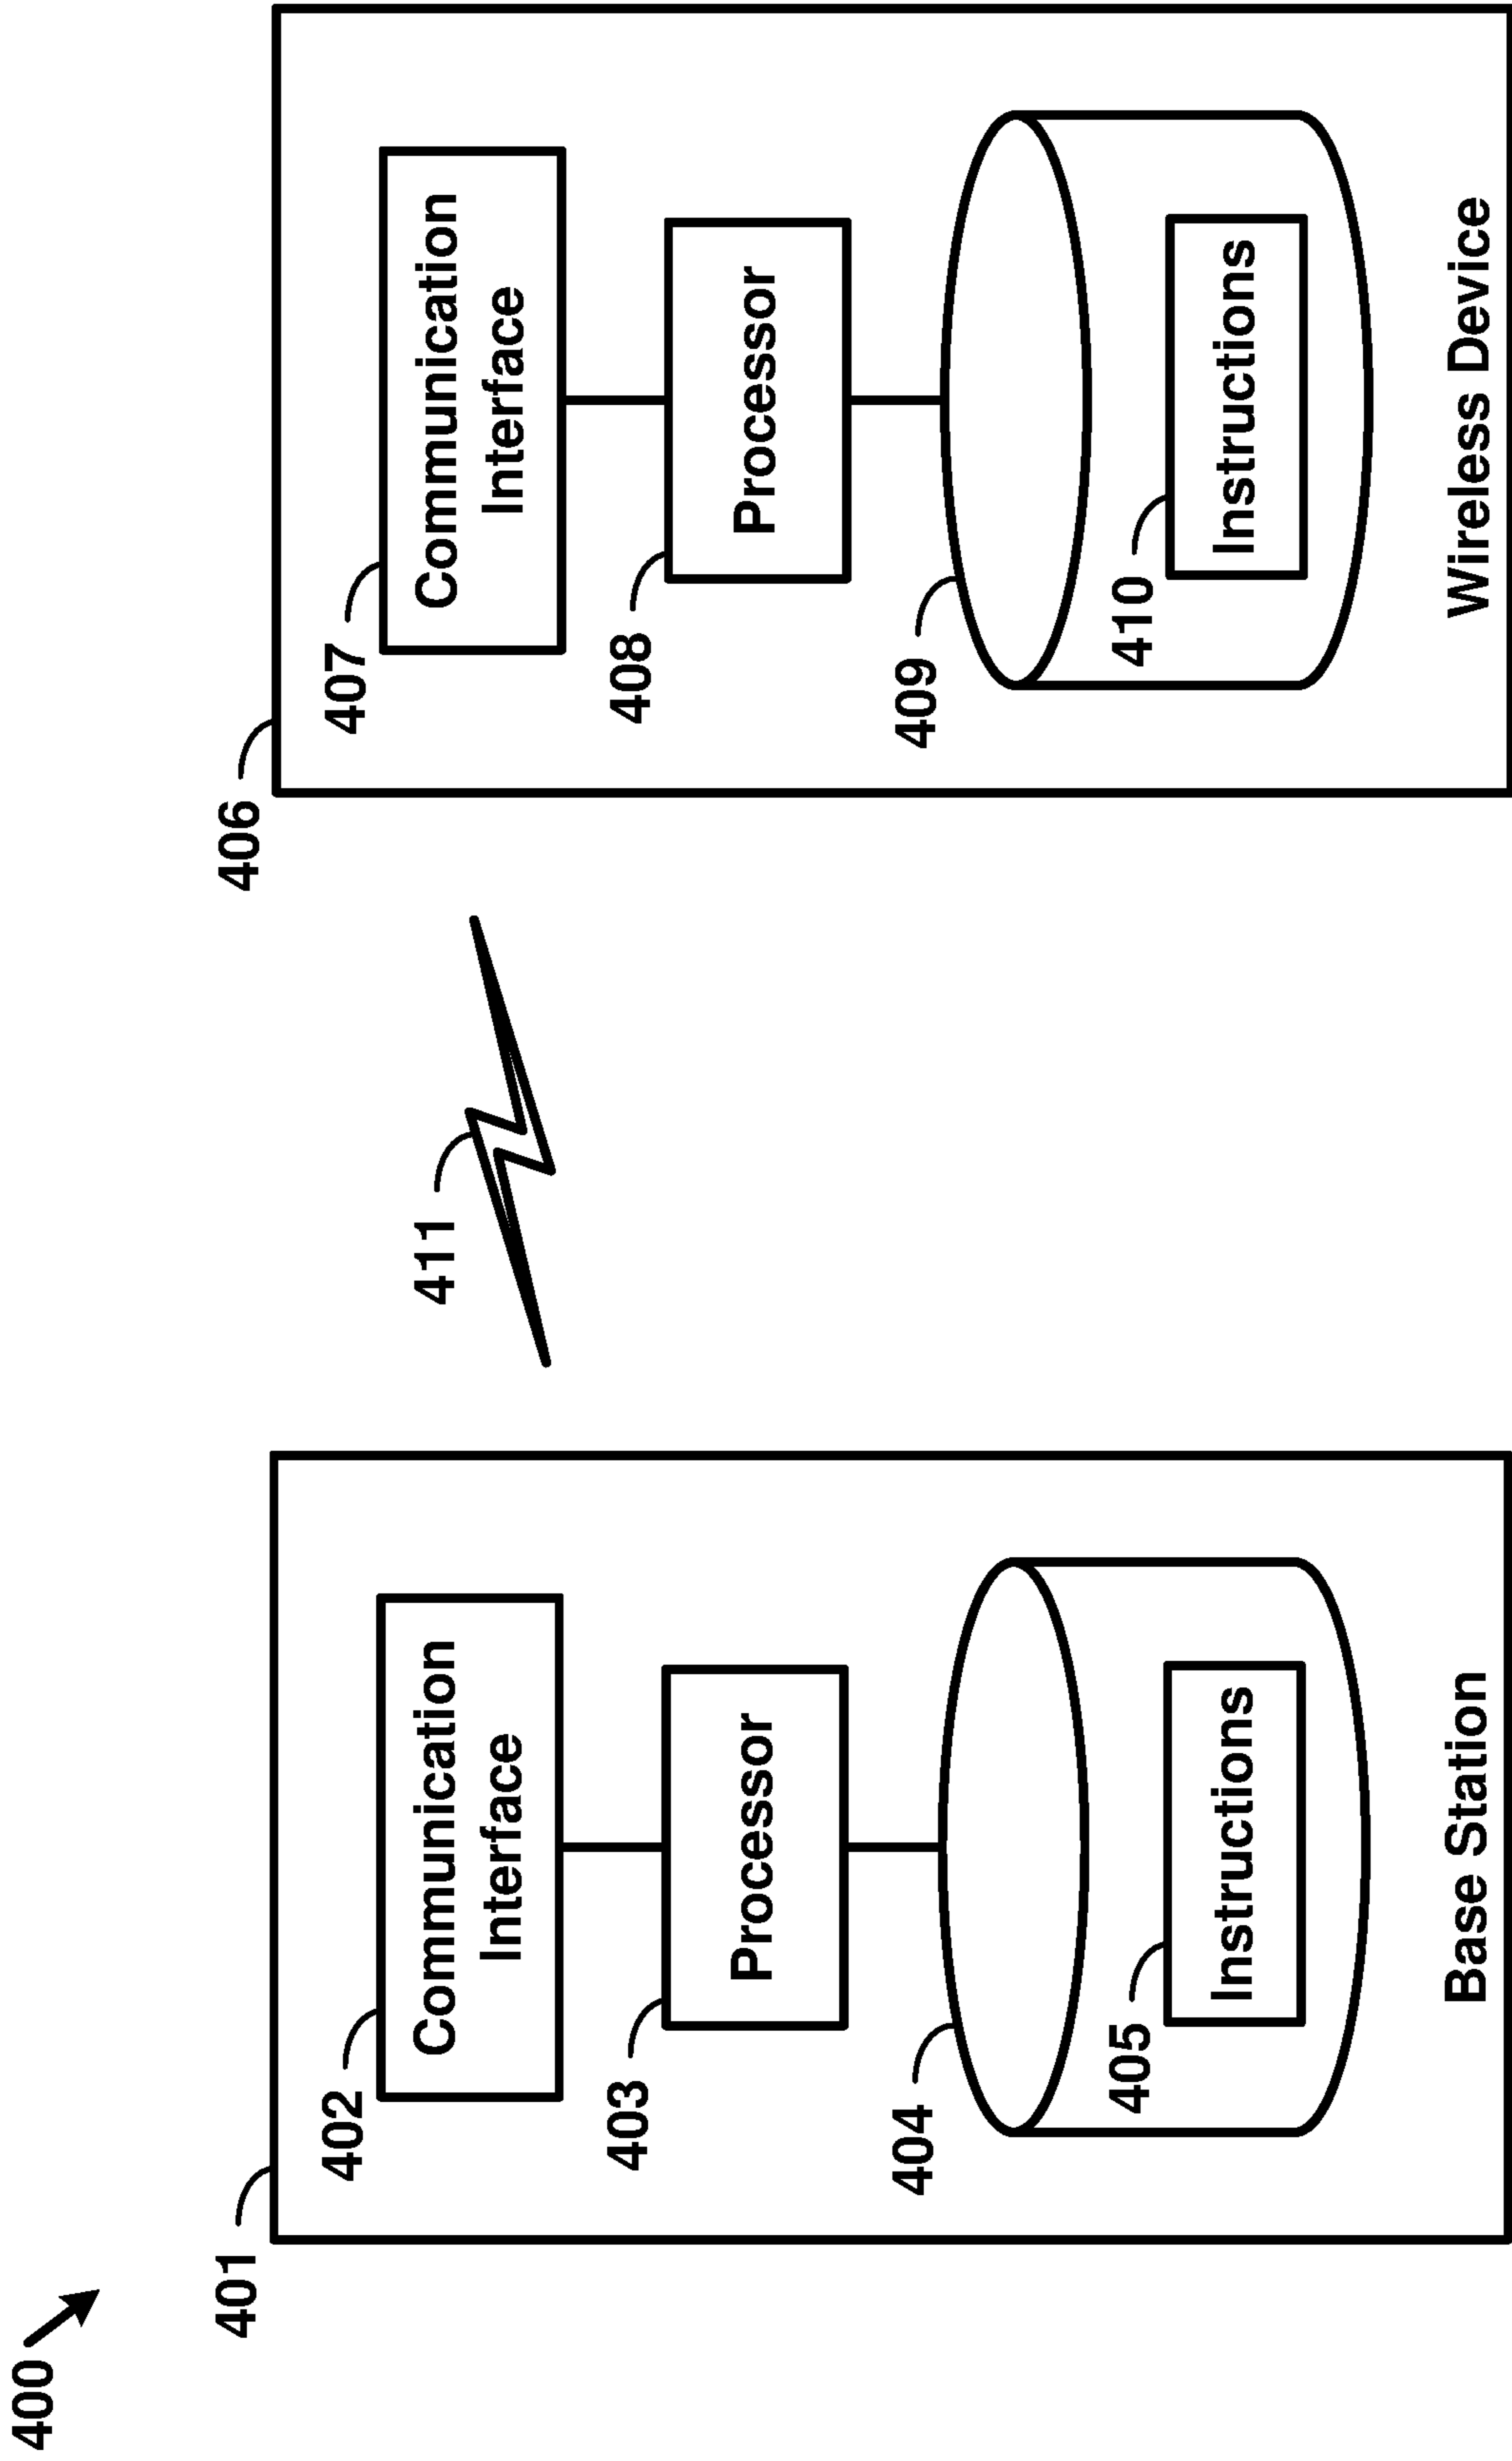 400
401
402
Communication
Interface
403
Processor
404
405
Instructions
Base Station
411
406
407
Communication
Interface
408
Processor
409
410
Instructions
Wireless Device